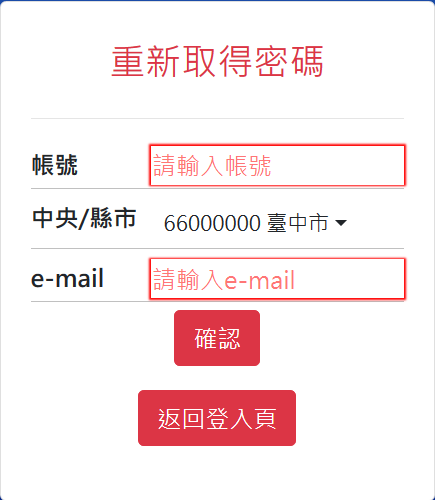 重新取得密碼
帳號 請輸入帳號
中央/縣市 66000000 臺中市
e-mail 請輸入e-mail
確認
返回登入頁